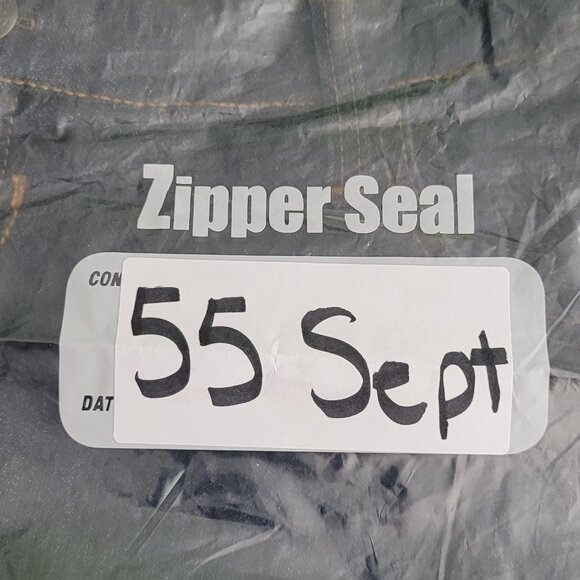 Zipper Seal
CON
55 Sept
DAT